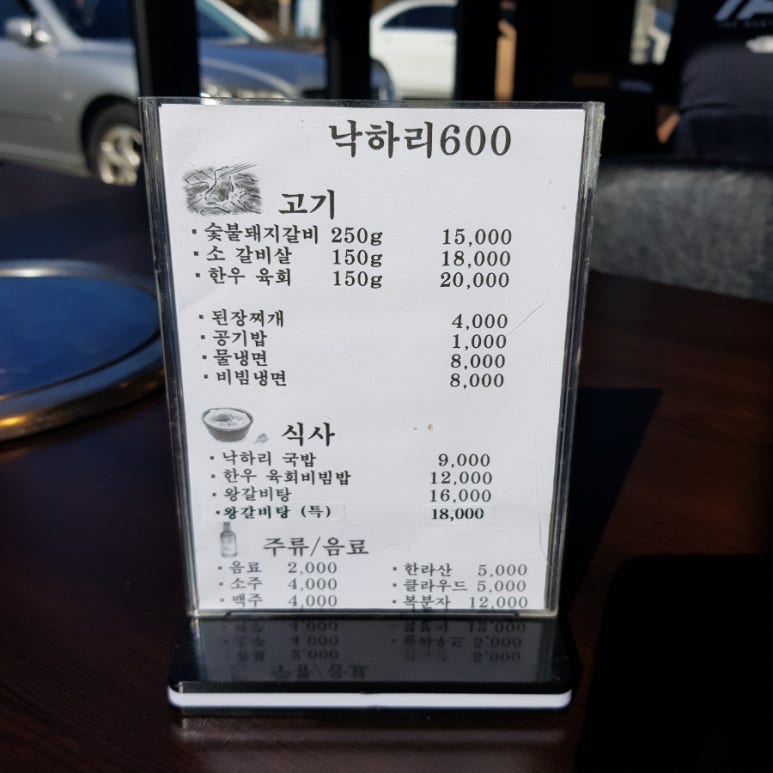 낙하리600
고기
▪숯불돼지갈비 250g 15,000
▪소 갈비살 150g 18,000
▪한우 육회 150g 20,000
▪된장찌개 4,000
▪공기밥 1,000
▪물냉면 8,000
▪비빔냉면 8,000
식사
▪낙하리 국밥 9,000
▪한우 육회비빔밥 12,000
▪왕갈비탕 16,000
▪왕갈비탕 (특) 18,000
주류/음료
▪음료 2,000 ▪한라산 5,000
▪소주 4,000 ▪클라우드 5,000
▪맥주 4,000 ▪복분자 12,000